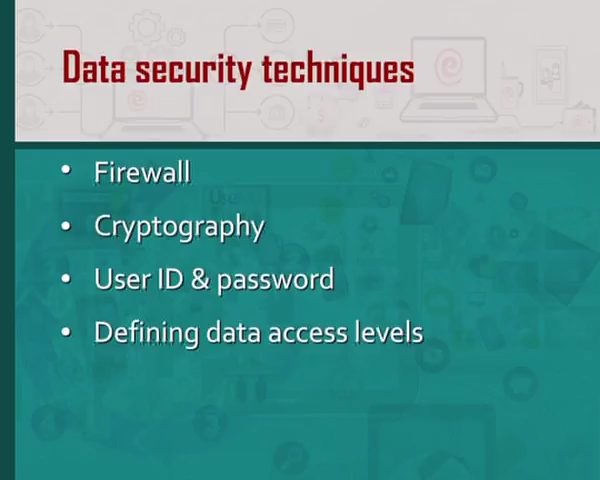 Data security techniques
• Firewall
• Cryptography
• User ID & password
• Defining data access levels